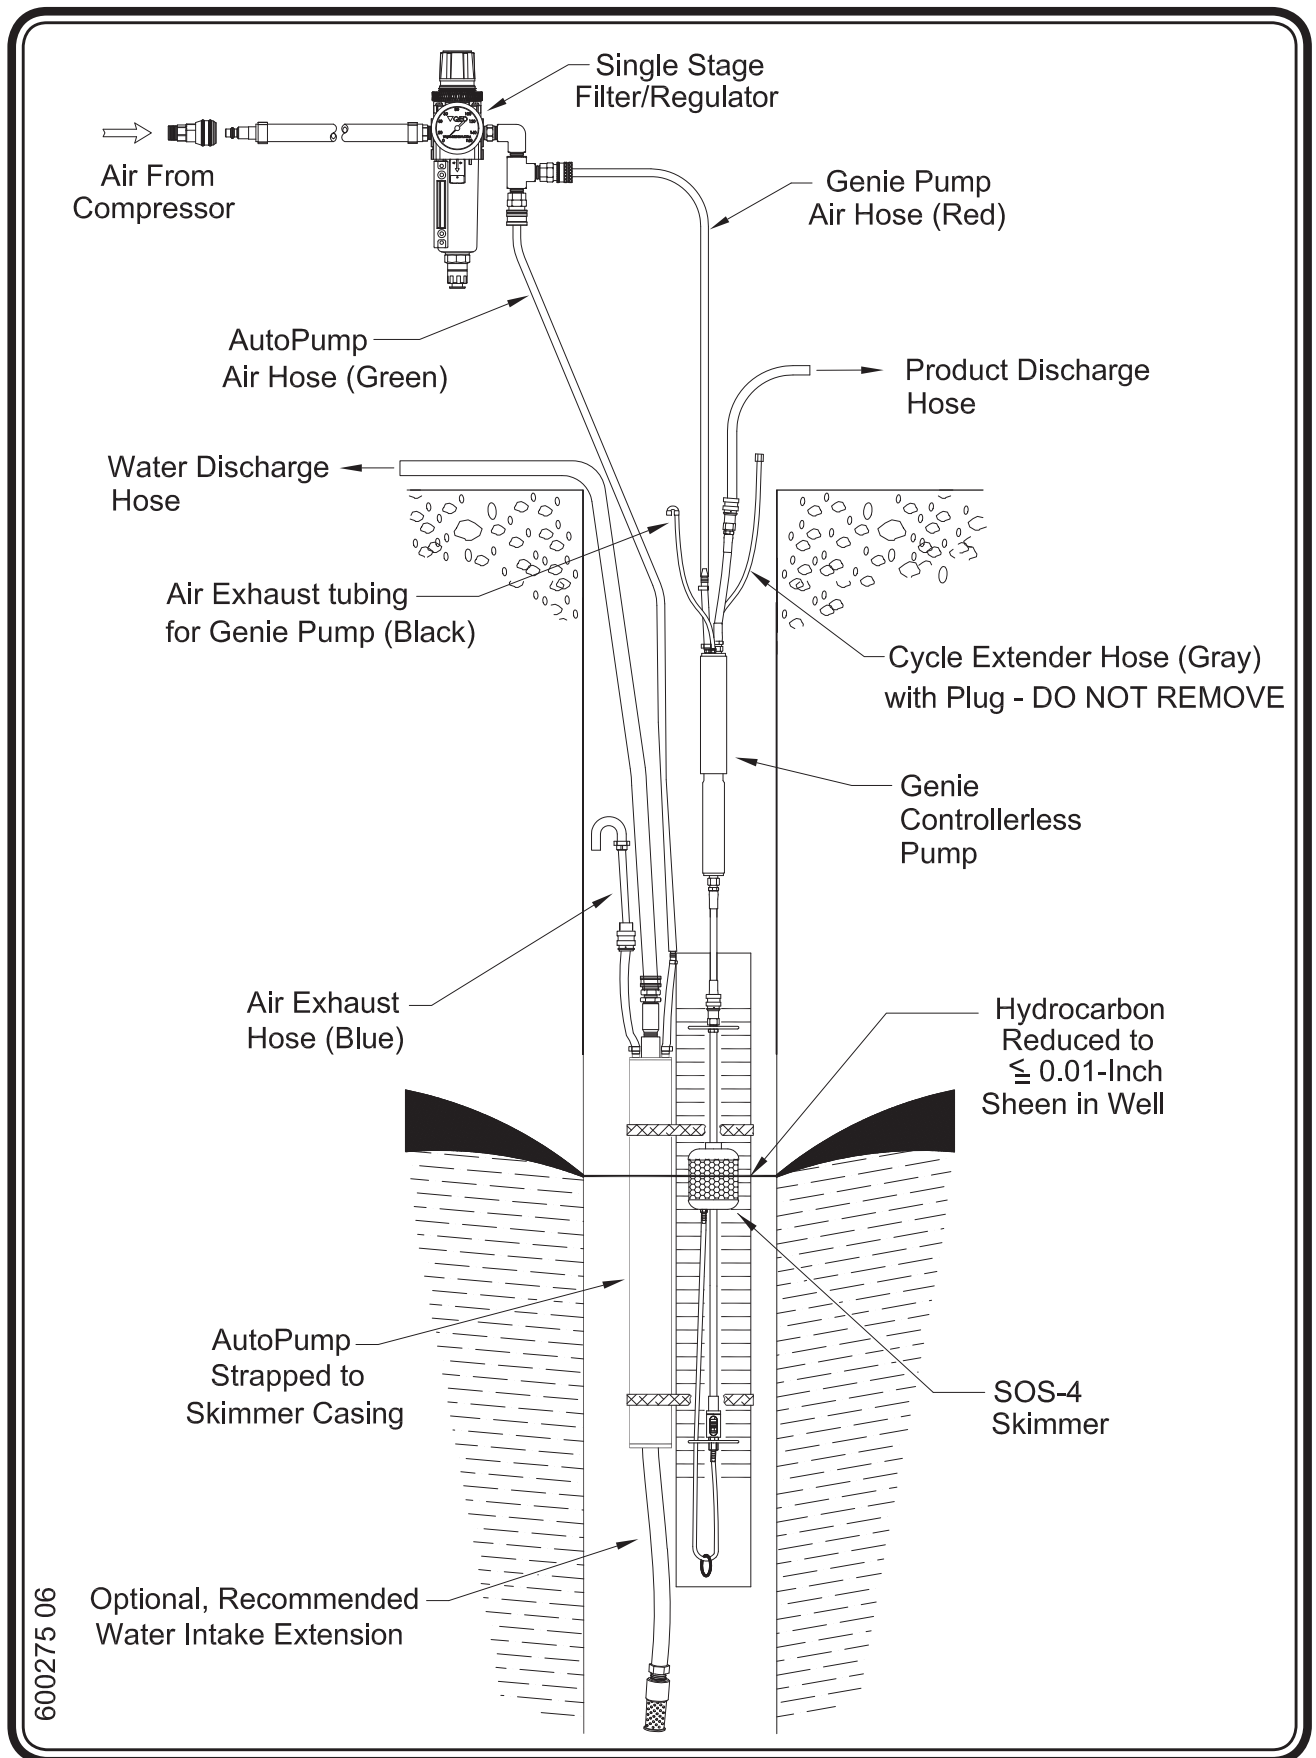 Single Stage
Filter/Regulator
Air From
Compressor
QED
Genie Pump
Air Hose (Red)
AutoPump
Air Hose (Green)
Product Discharge
Hose
Water Discharge
Hose
Air Exhaust tubing
for Genie Pump (Black)
Cycle Extender Hose (Gray)
with Plug - DO NOT REMOVE
Genie
Controllerless
Pump
Air Exhaust
Hose (Blue)
Hydrocarbon
Reduced to
≦ 0.01-Inch
Sheen in Well
AutoPump
Strapped to
Skimmer Casing
SOS-4
Skimmer
Optional, Recommended
Water Intake Extension
600275 06